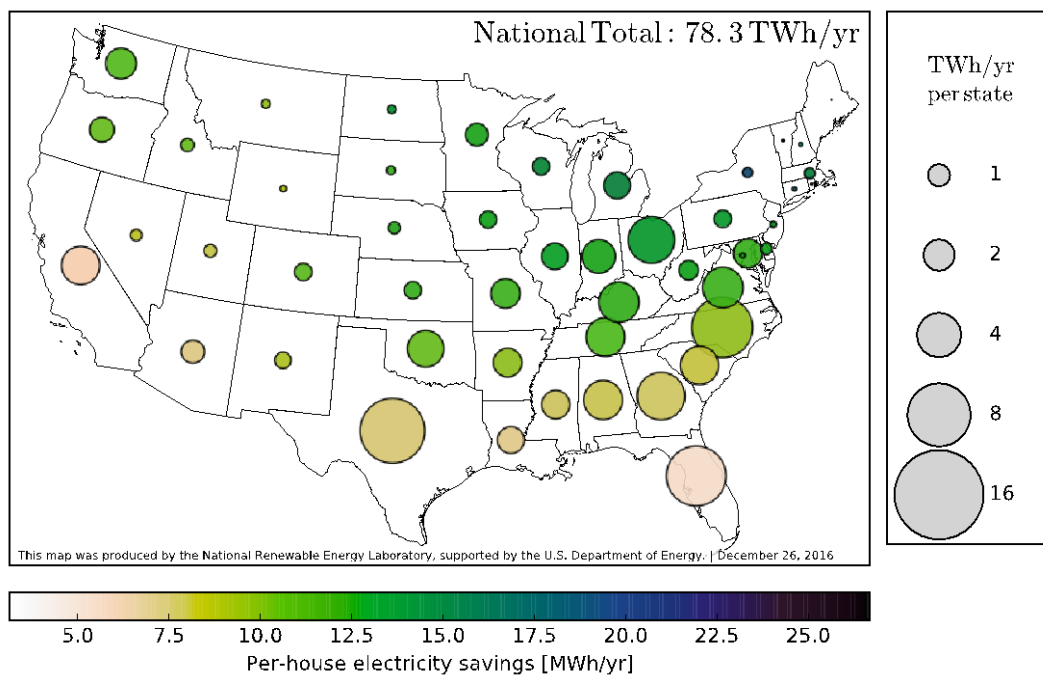 National Total: 78.3 TWh/yr
TWh/yr
per state
1
2
4
8
16
This map was produced by the National Renewable Energy Laboratory, supported by the U.S. Department of Energy. | December 26, 2016
5.0 7.5 10.0 12.5 15.0 17.5 20.0 22.5 25.0
Per-house electricity savings [MWh/yr]